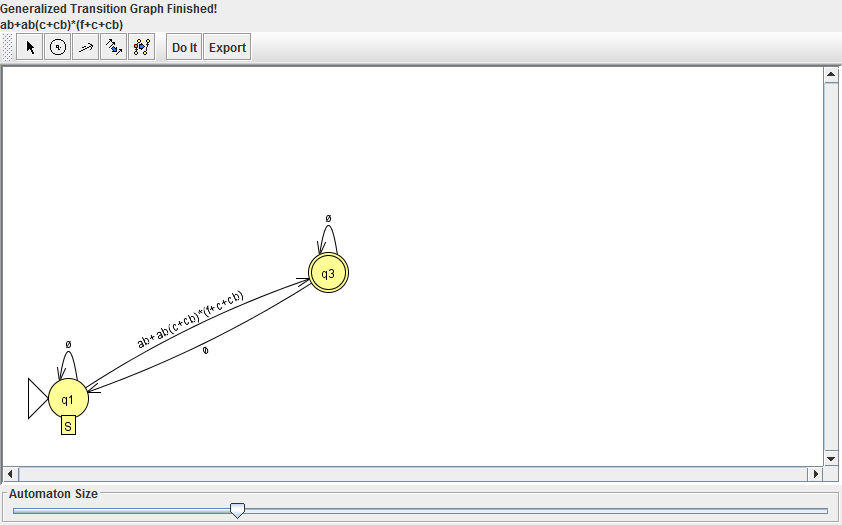 Generalized Transition Graph Finished!
ab+ab(c+cb)*(f+c+cb)
Do It
Export
ø
q3
ab+ab(c+cb)*(f+c+cb)
ø
ø
q1
S
Automaton Size